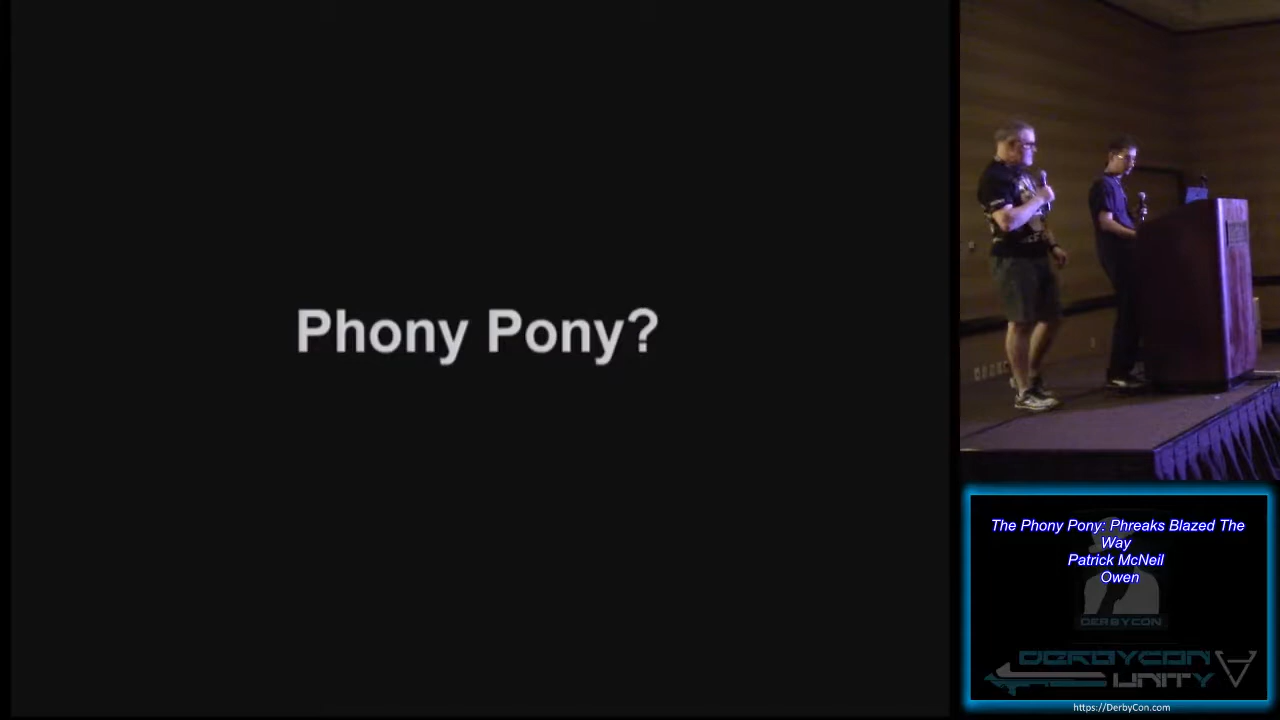 Phony Pony?
The Phony Pony: Phreaks Blazed The
Way
Patrick McNeil
Owen
DERBYCON
DERBYCON
UNITY
https://DerbyCon.com